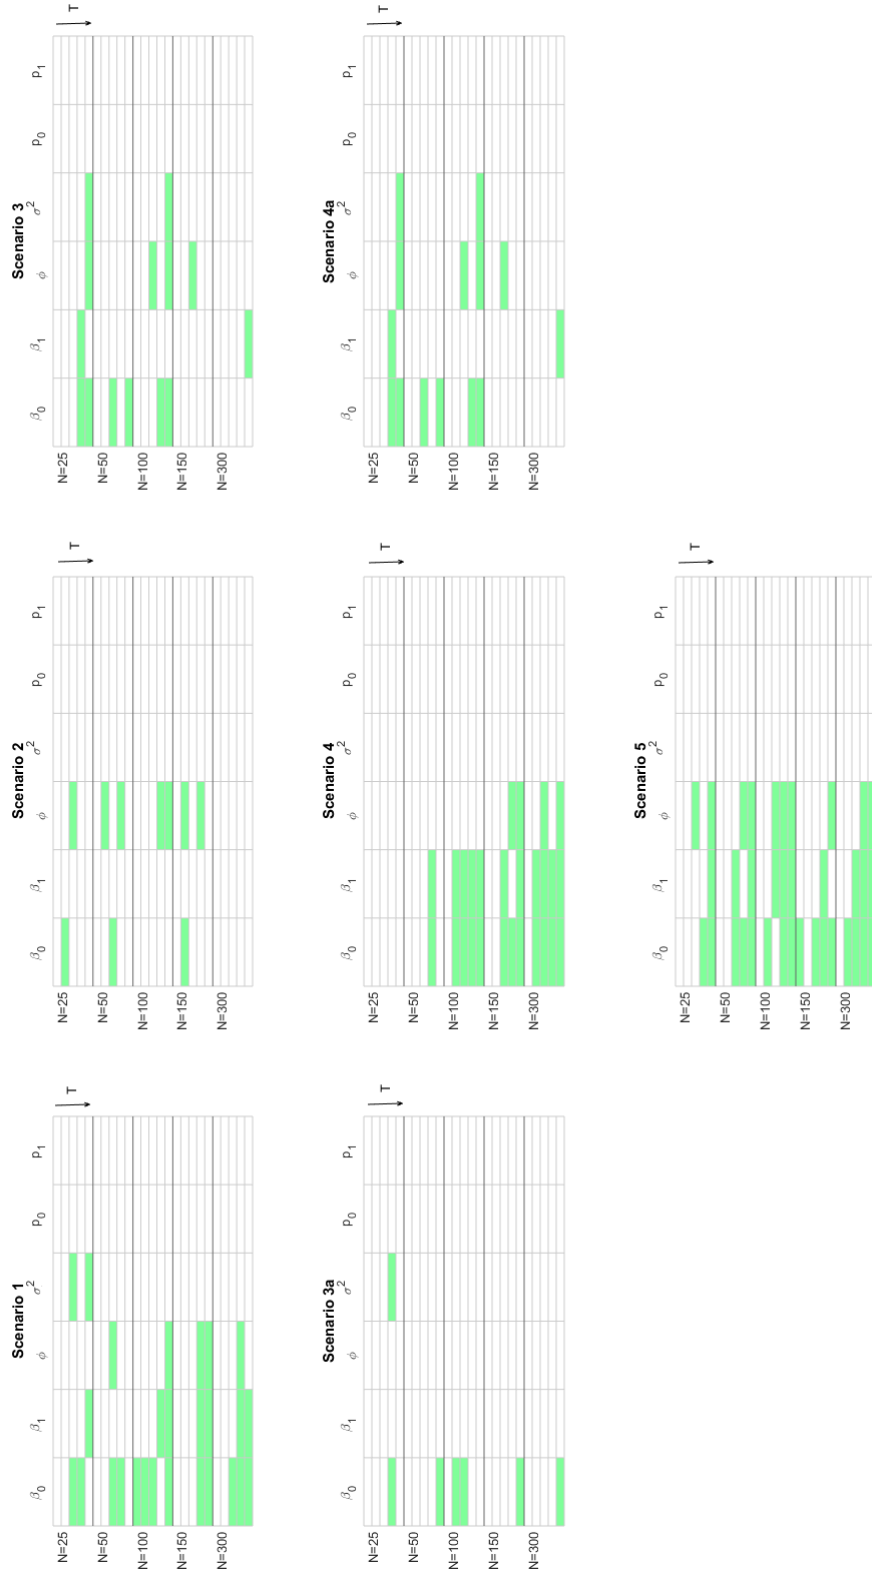 Scenario 1
β0 β1 ϕ σ2 p0 p1
T
N=25
N=50
N=100
N=150
N=300
Scenario 2
β0 β1 ϕ σ2 p0 p1
T
N=25
N=50
N=100
N=150
N=300
Scenario 3
β0 β1 ϕ σ2 p0 p1
T
N=25
N=50
N=100
N=150
N=300
Scenario 3a
β0 β1 ϕ σ2 p0 p1
T
N=25
N=50
N=100
N=150
N=300
Scenario 4
β0 β1 ϕ σ2 p0 p1
T
N=25
N=50
N=100
N=150
N=300
Scenario 4a
β0 β1 ϕ σ2 p0 p1
T
N=25
N=50
N=100
N=150
N=300
Scenario 5
β0 β1 ϕ σ2 p0 p1
T
N=25
N=50
N=100
N=150
N=300